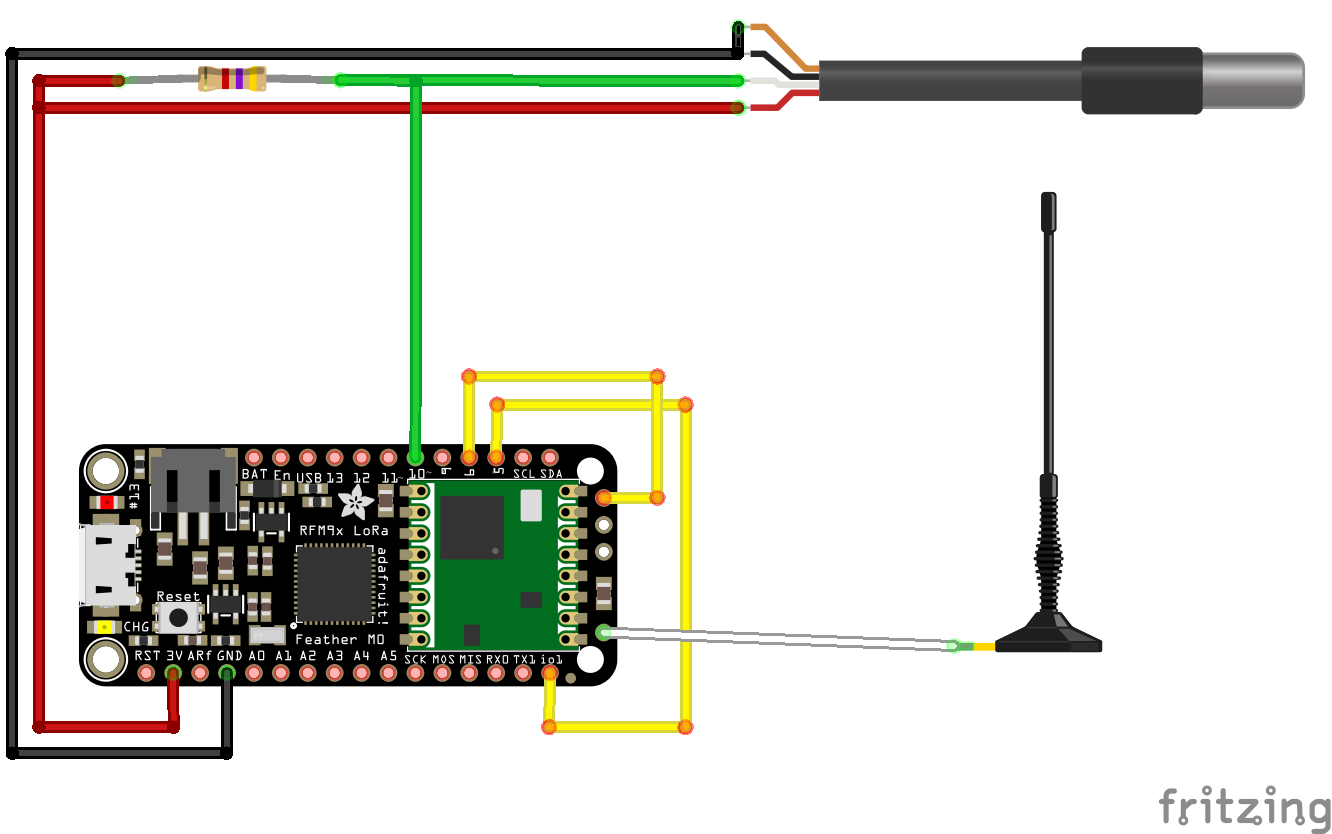 BAT En USB 13 12 11~ 10~ 9 6 5 SCL SDA
ET#
RFM9x LoRa
adafruit!
Reset
CHG
Feather M0
RST 3V ARf GND A0 A1 A2 A3 A4 A5 SCK MOS MIS RX0 TX1 io1
fritzing